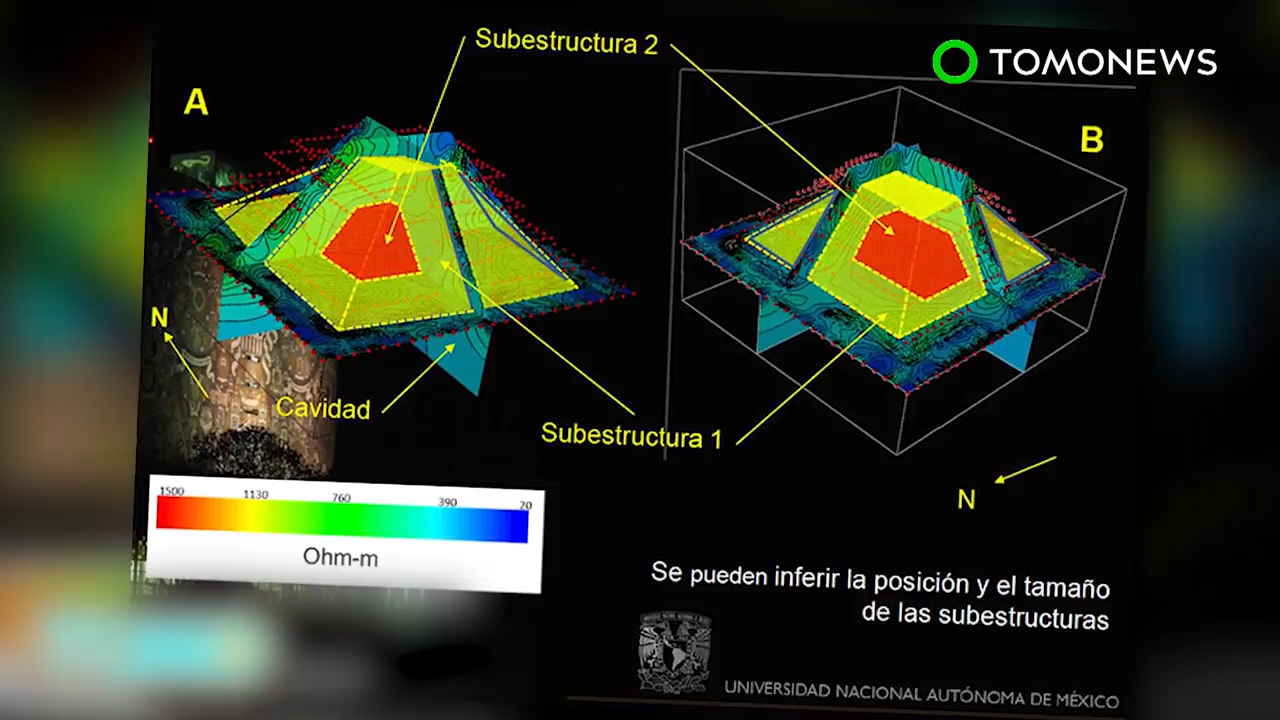 Subestructura 2
TOMONEWS
A
B
N
Cavidad
Subestructura 1
1500 1130 760 390 20
Ohm-m
N
Se pueden inferir la posición y el tamaño
de las subestructuras
UNIVERSIDAD NACIONAL AUTÓNOMA DE MÉXICO